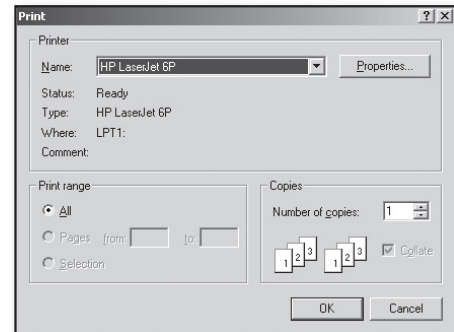 Print
? ×
Printer
Name: HP LaserJet 6P Properties...
Status: Ready
Type: HP LaserJet 6P
Where: LPT1:
Comment:
Print range
All
Pages from: to:
Selection
Copies
Number of copies: 1
1 2 3 1 2 3 Collate
OK Cancel